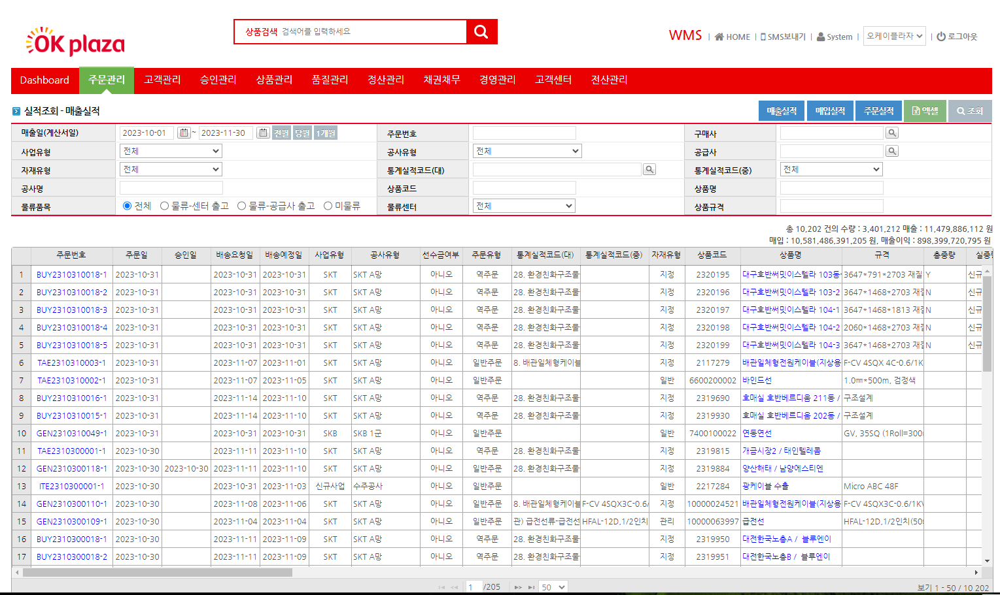 OK plaza
상품검색 검색어를 입력하세요
WMS | HOME | SMS보내기 | System | 오케이플라자 | 로그아웃
Dashboard 주문관리 고객관리 승인관리 상품관리 품질관리 정산관리 채권채무 경영관리 고객센터 전산관리
실적조회 - 매출실적 매출실적 매입실적 주문실적 엑셀 조회
매출일(계산서일) 2023-10-01 ~ 2023-11-30 전월 당월 1개월 주문번호 구매사
사업유형 전체 공사유형 전체 공급사
자재유형 전체 통계실적코드(대) 통계실적코드(중) 전체
공사명 상품코드 상품명
물류품목 전체 물류-센터 출고 물류-공급사 출고 미물류 물류센터 전체 상품규격
총 10,202 건의 수량 : 3,401,212 매출 : 11,479,886,112 원
매입 : 10,581,486,391,205 원, 매출이익 : 898,399,720,795 원
주문번호 주문일 승인일 배송요청일 배송예정일 사업유형 공사유형 선수금여부 주문유형 통계실적코드(대) 통계실적코드(중) 자재유형 상품코드 상품명 규격 총중량
1 BUY2310310018-1 2023-10-31 2023-10-31 2023-10-31 SKT SKT A망 아니오 역주문 28. 환경친화구조물 지정 2320195 대구호반써밋이스텔라 103동 3647*791*2703 재질 Y 신규
2 BUY2310310018-2 2023-10-31 2023-10-31 2023-10-31 SKT SKT A망 아니오 역주문 28. 환경친화구조물 지정 2320196 대구호반써밋이스텔라 103-2 3647*1468*2703 재질 N 신규
3 BUY2310310018-3 2023-10-31 2023-10-31 2023-10-31 SKT SKT A망 아니오 역주문 28. 환경친화구조물 지정 2320197 대구호반써밋이스텔라 104-1 3647*1468*1813 재질 N 신규
4 BUY2310310018-4 2023-10-31 2023-10-31 2023-10-31 SKT SKT A망 아니오 역주문 28. 환경친화구조물 지정 2320198 대구호반써밋이스텔라 104-2 2060*1468*2703 재질 N 신규
5 BUY2310310018-5 2023-10-31 2023-10-31 2023-10-31 SKT SKT A망 아니오 역주문 28. 환경친화구조물 지정 2320199 대구호반써밋이스텔라 104-3 3647*1468*2703 재질 N 신규
6 TAE2310310003-1 2023-10-31 2023-11-07 2023-11-01 SKT SKT A망 아니오 일반주문 8. 배관일체형케이블 지정 2117279 배관일체형전원케이블(지상용 F-CV 4SQX 4C-0.6/1K
7 TAE2310310002-1 2023-10-31 2023-11-07 2023-11-05 SKT SKT A망 아니오 일반주문 일반 6600200002 바인드선 1.0㎜*500m, 검정색
8 BUY2310310016-1 2023-10-31 2023-11-14 2023-11-10 SKT SKT A망 아니오 역주문 28. 환경친화구조물 지정 2319690 호매실 호반베르디움 211동 / 구조설계
9 BUY2310310015-1 2023-10-31 2023-11-14 2023-11-10 SKT SKT A망 아니오 역주문 28. 환경친화구조물 지정 2319930 호매실 호반베르디움 202동 / 구조설계
10 GEN2310310049-1 2023-10-31 2023-10-31 2023-10-31 SKB SKB 1군 아니오 일반주문 일반 7400100022 연동연선 GV, 35SQ (1Roll=300
11 TAE2310300001-1 2023-10-30 2023-11-11 2023-11-10 SKT SKT A망 아니오 역주문 28. 환경친화구조물 지정 2319815 개금시장2 / 태인텔레콤
12 GEN2310300118-1 2023-10-30 2023-10-30 2023-11-11 2023-11-10 SKT SKT A망 아니오 일반주문 28. 환경친화구조물 지정 2319884 양산해태 / 남양에스티엔
13 ITE2310300001-1 2023-10-30 2023-10-31 2023-11-03 신규사업 수주공사 아니오 일반주문 일반 2217284 광케이블 수출 Micro ABC 48F
14 GEN2310300110-1 2023-10-30 2023-11-08 2023-11-06 SKT SKT A망 아니오 일반주문 8. 배관일체형케이블 F-CV 4SQX3C-0.6/ 지정 10000024521 배관일체형전원케이블(지상용 F-CV 4SQX3C-0.6/1KV
15 GEN2310300109-1 2023-10-30 2023-11-04 2023-11-04 SKT SKT A망 아니오 일반주문 관) 급전선류-급전선 HFAL-12D,1/2인치 관리 10000063997 급전선 HFAL-12D,1/2인치(50
16 BUY2310300018-1 2023-10-30 2023-11-11 2023-11-09 SKT SKT A망 아니오 역주문 28. 환경친화구조물 지정 2319950 대전한국노총A / 블루엔이
17 BUY2310300018-2 2023-10-30 2023-11-11 2023-11-09 SKT SKT A망 아니오 역주문 28. 환경친화구조물 지정 2319951 대전한국노총B / 블루엔이
1 /205 50 보기 1 - 50 / 10 202